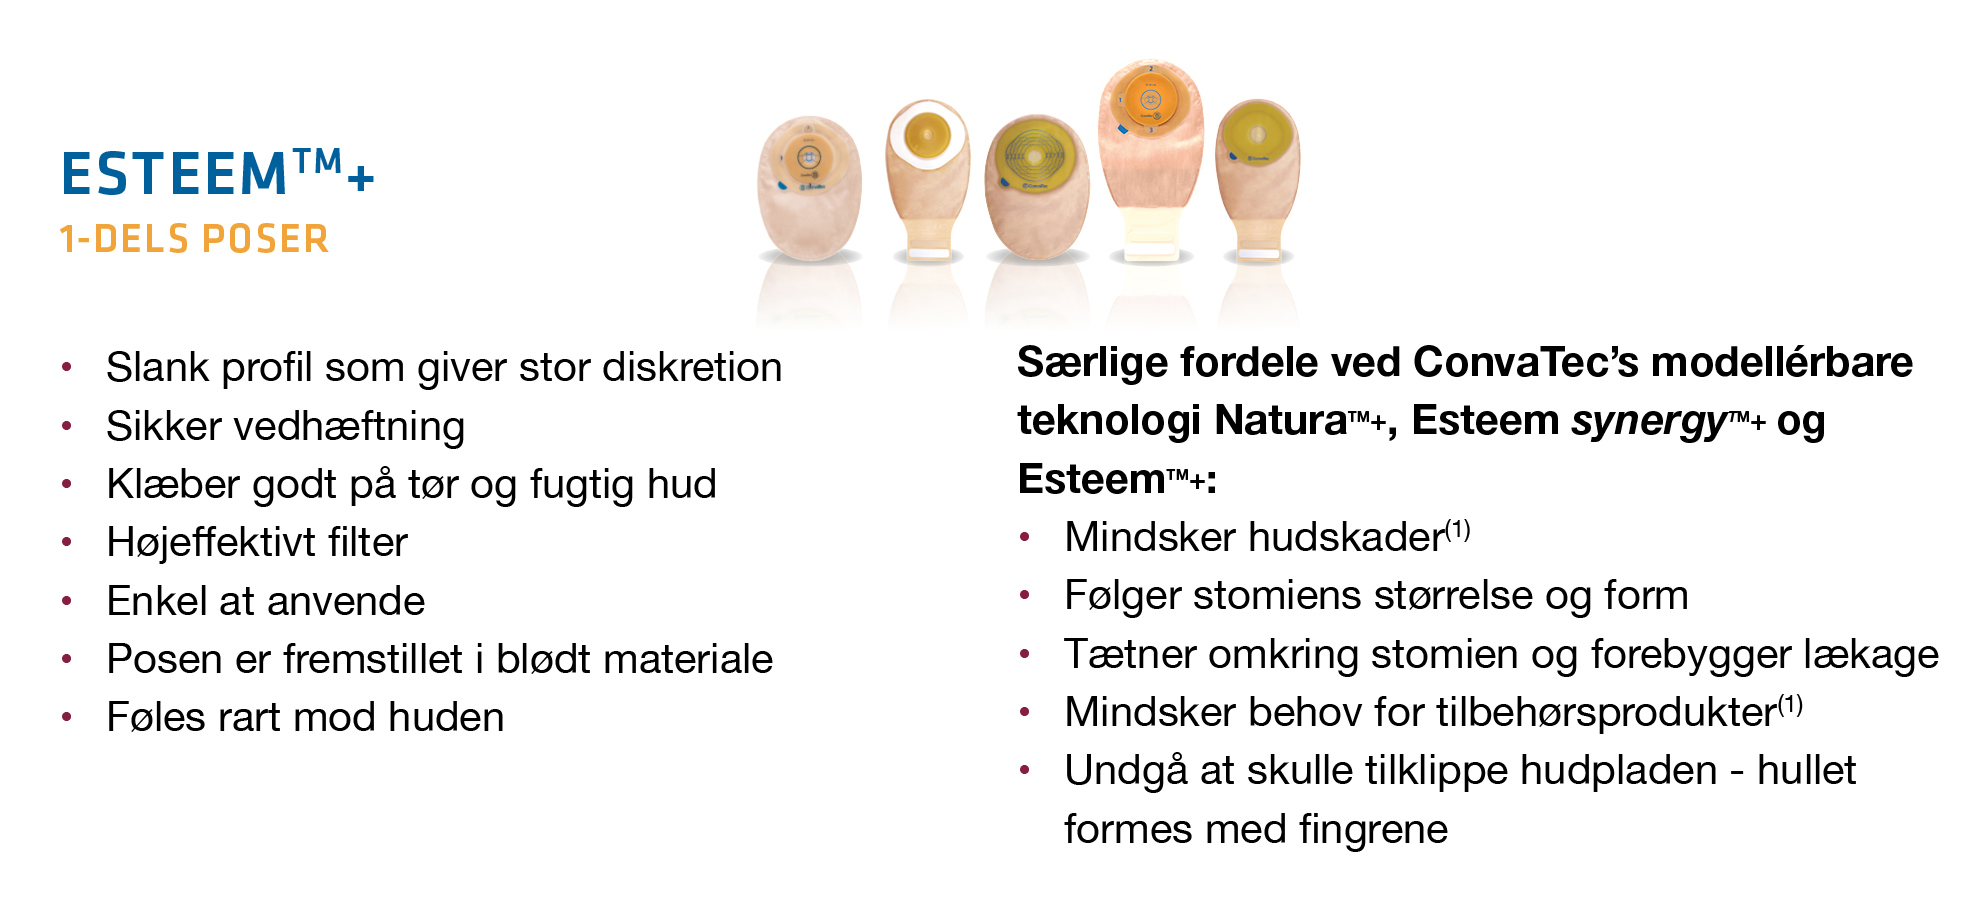 ESTEEM™+
1-DELS POSER
• Slank profil som giver stor diskretion
• Sikker vedhæftning
• Klæber godt på tør og fugtig hud
• Højeffektivt filter
• Enkel at anvende
• Posen er fremstillet i blødt materiale
• Føles rart mod huden
Særlige fordele ved ConvaTec’s modellérbare
teknologi Natura™+, Esteem synergy™+ og
Esteem™+:
• Mindsker hudskader(1)
• Følger stomiens størrelse og form
• Tætner omkring stomien og forebygger lækage
• Mindsker behov for tilbehørsprodukter(1)
• Undgå at skulle tilklippe hudpladen - hullet
formes med fingrene